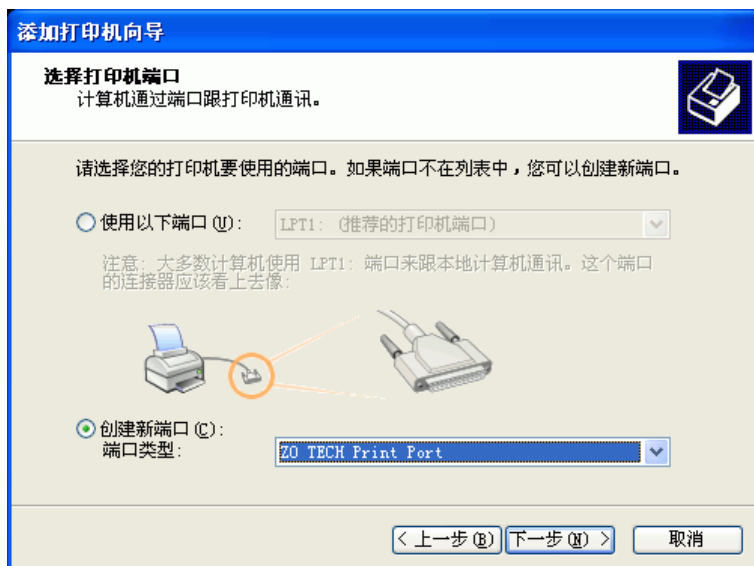 添加打印机向导
选择打印机端口
计算机通过端口跟打印机通讯。
请选择您的打印机要使用的端口。如果端口不在列表中，您可以创建新端口。
使用以下端口(U): LPT1: (推荐的打印机端口)
注意: 大多数计算机使用 LPT1: 端口来跟本地计算机通讯。这个端口
的连接器应该看上去像:
创建新端口(C):
端口类型: ZO TECH Print Port
< 上一步(B) 下一步(N) > 取消